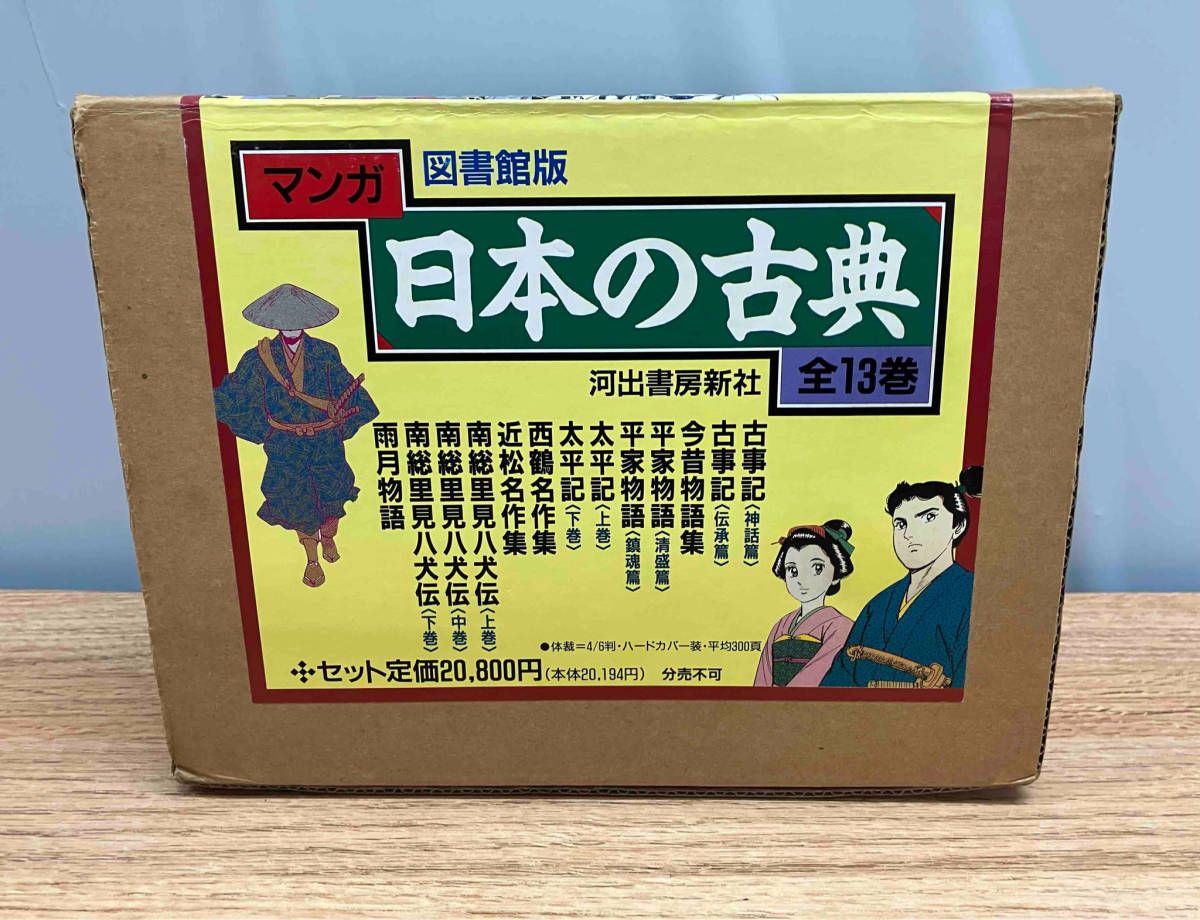 マンガ
図書館版
日本の古典
全13巻
河出書房新社
古事記〈神話篇〉
古事記〈伝承篇〉
今昔物語集
平家物語〈清盛篇〉
平家物語〈鎮魂篇〉
太平記〈上巻〉
太平記〈下巻〉
西鶴名作集
近松名作集
南総里見八犬伝〈上巻〉
南総里見八犬伝〈中巻〉
南総里見八犬伝〈下巻〉
雨月物語
●体裁=4/6判・ハードカバー装・平均300頁
セット定価20,800円(本体20,194円) 分売不可